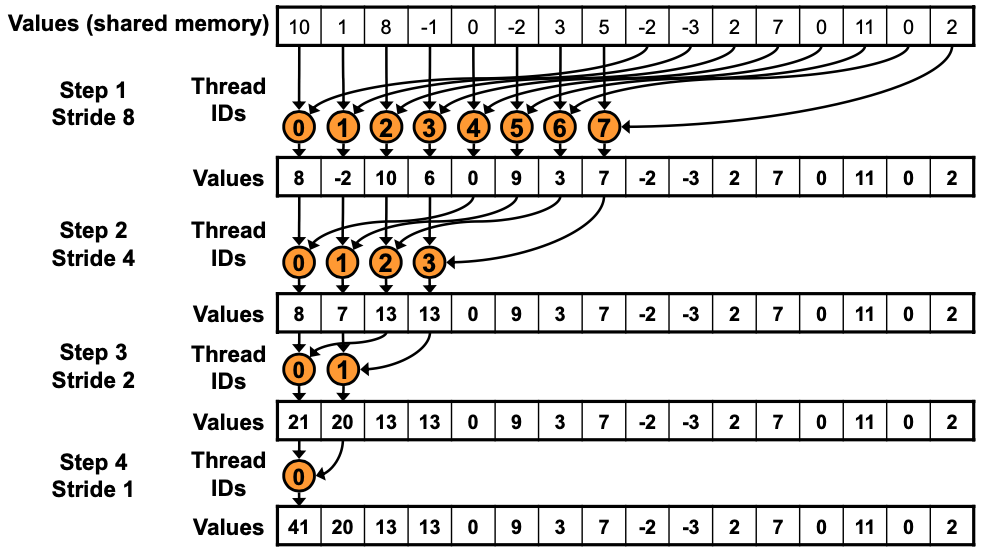 Values (shared memory) 10 1 8 -1 0 -2 3 5 -2 -3 2 7 0 11 0 2
Step 1 Thread
Stride 8 IDs
0 1 2 3 4 5 6 7
Values 8 -2 10 6 0 9 3 7 -2 -3 2 7 0 11 0 2
Step 2 Thread
Stride 4 IDs
0 1 2 3
Values 8 7 13 13 0 9 3 7 -2 -3 2 7 0 11 0 2
Step 3 Thread
Stride 2 IDs
0 1
Values 21 20 13 13 0 9 3 7 -2 -3 2 7 0 11 0 2
Step 4 Thread
Stride 1 IDs
0
Values 41 20 13 13 0 9 3 7 -2 -3 2 7 0 11 0 2